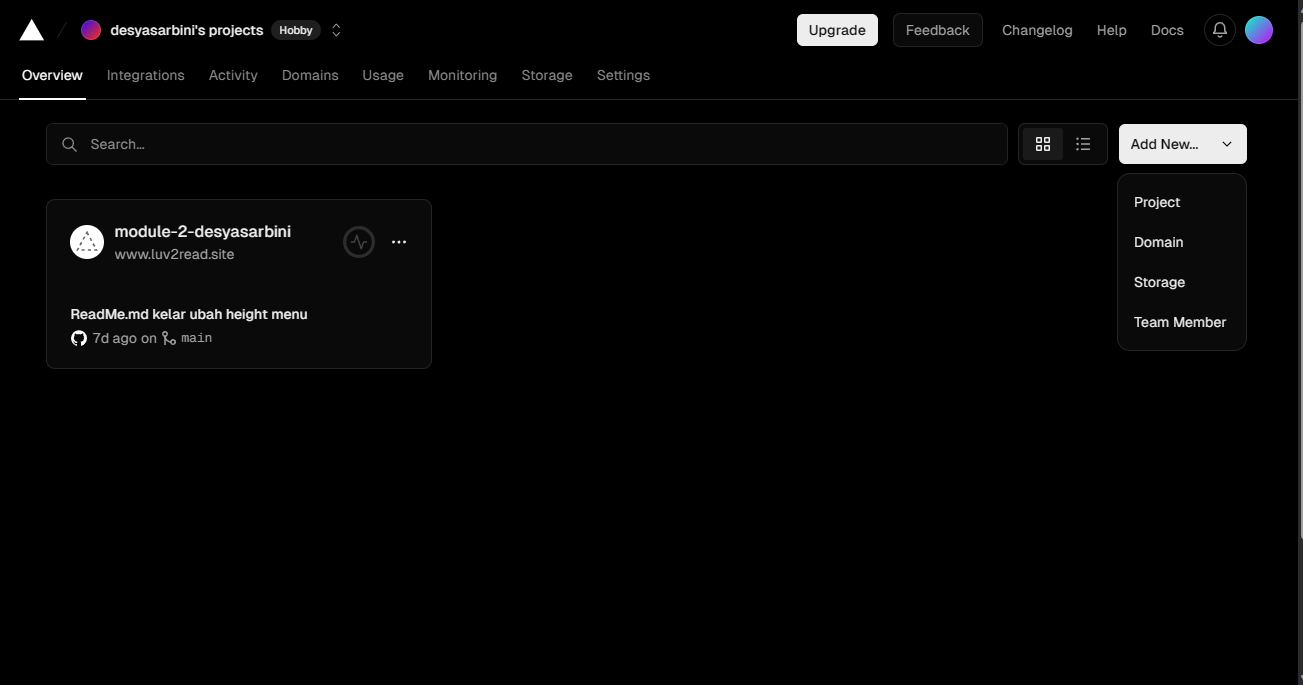 desyasarbini's projects Hobby Upgrade Feedback Changelog Help Docs
Overview Integrations Activity Domains Usage Monitoring Storage Settings
Search... Add New...
Project
Domain
Storage
Team Member
module-2-desyasarbini
www.luv2read.site
ReadMe.md kelar ubah height menu
7d ago on main